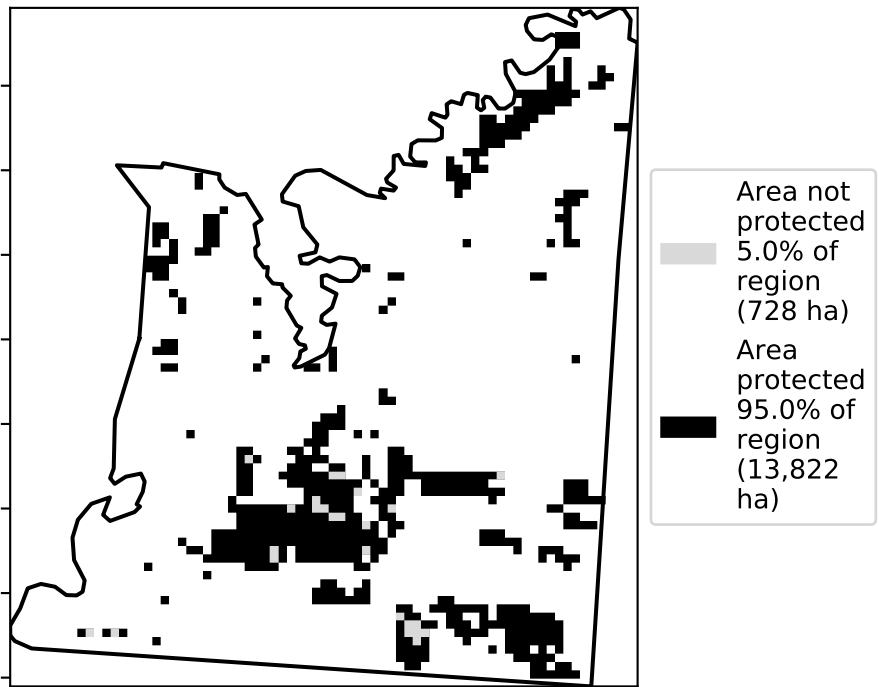 Area not
protected
5.0% of
region
(728 ha)
Area
protected
95.0% of
region
(13,822
ha)